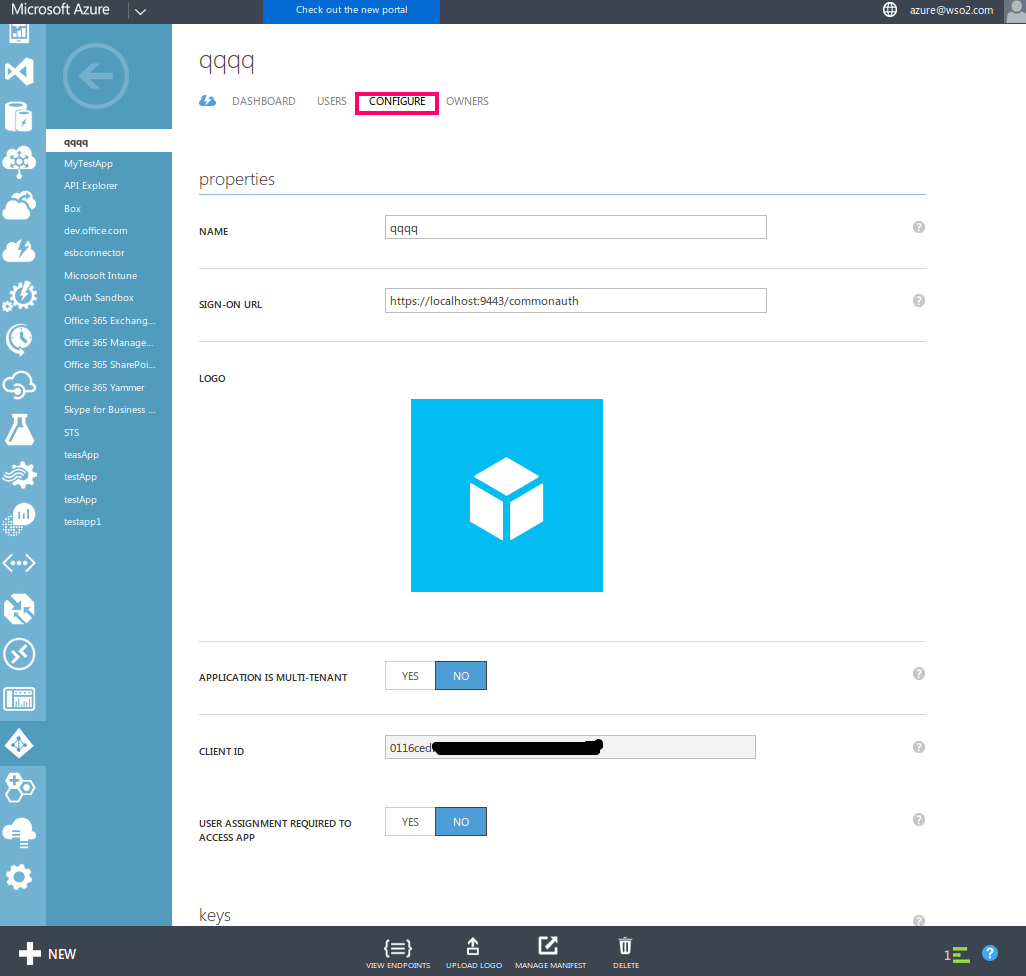 Microsoft Azure
Check out the new portal
azure@wso2.com
qqqq
DASHBOARD
USERS
CONFIGURE
OWNERS
qqqq
MyTestApp
API Explorer
Box
dev.office.com
esbconnector
Microsoft Intune
OAuth Sandbox
Office 365 Exchang...
Office 365 Manage...
Office 365 SharePoi...
Office 365 Yammer
Skype for Business ...
STS
teasApp
testApp
testApp
testapp1
properties
NAME
qqqq
?
SIGN-ON URL
https://localhost:9443/commonauth
?
LOGO
APPLICATION IS MULTI-TENANT
YES
NO
?
CLIENT ID
0116ced
?
USER ASSIGNMENT REQUIRED TO
ACCESS APP
YES
NO
?
keys
?
NEW
VIEW ENDPOINTS
UPLOAD LOGO
MANAGE MANIFEST
DELETE
1
?